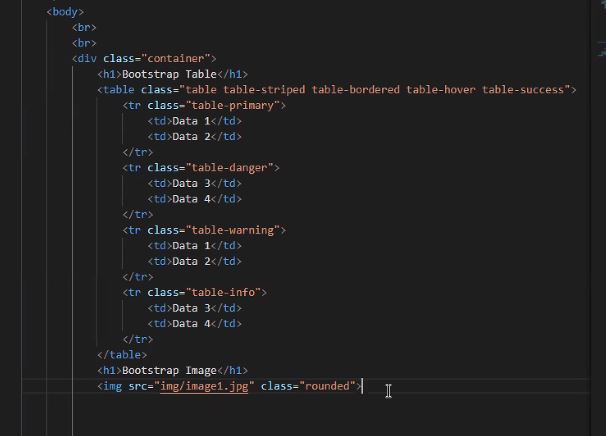 <body>
<br>
<br>
<div class="container">
<h1>Bootstrap Table</h1>
<table class="table table-striped table-bordered table-hover table-success">
<tr class="table-primary">
<td>Data 1</td>
<td>Data 2</td>
</tr>
<tr class="table-danger">
<td>Data 3</td>
<td>Data 4</td>
</tr>
<tr class="table-warning">
<td>Data 1</td>
<td>Data 2</td>
</tr>
<tr class="table-info">
<td>Data 3</td>
<td>Data 4</td>
</tr>
</table>
<h1>Bootstrap Image</h1>
<img src="img/image1.jpg" class="rounded">